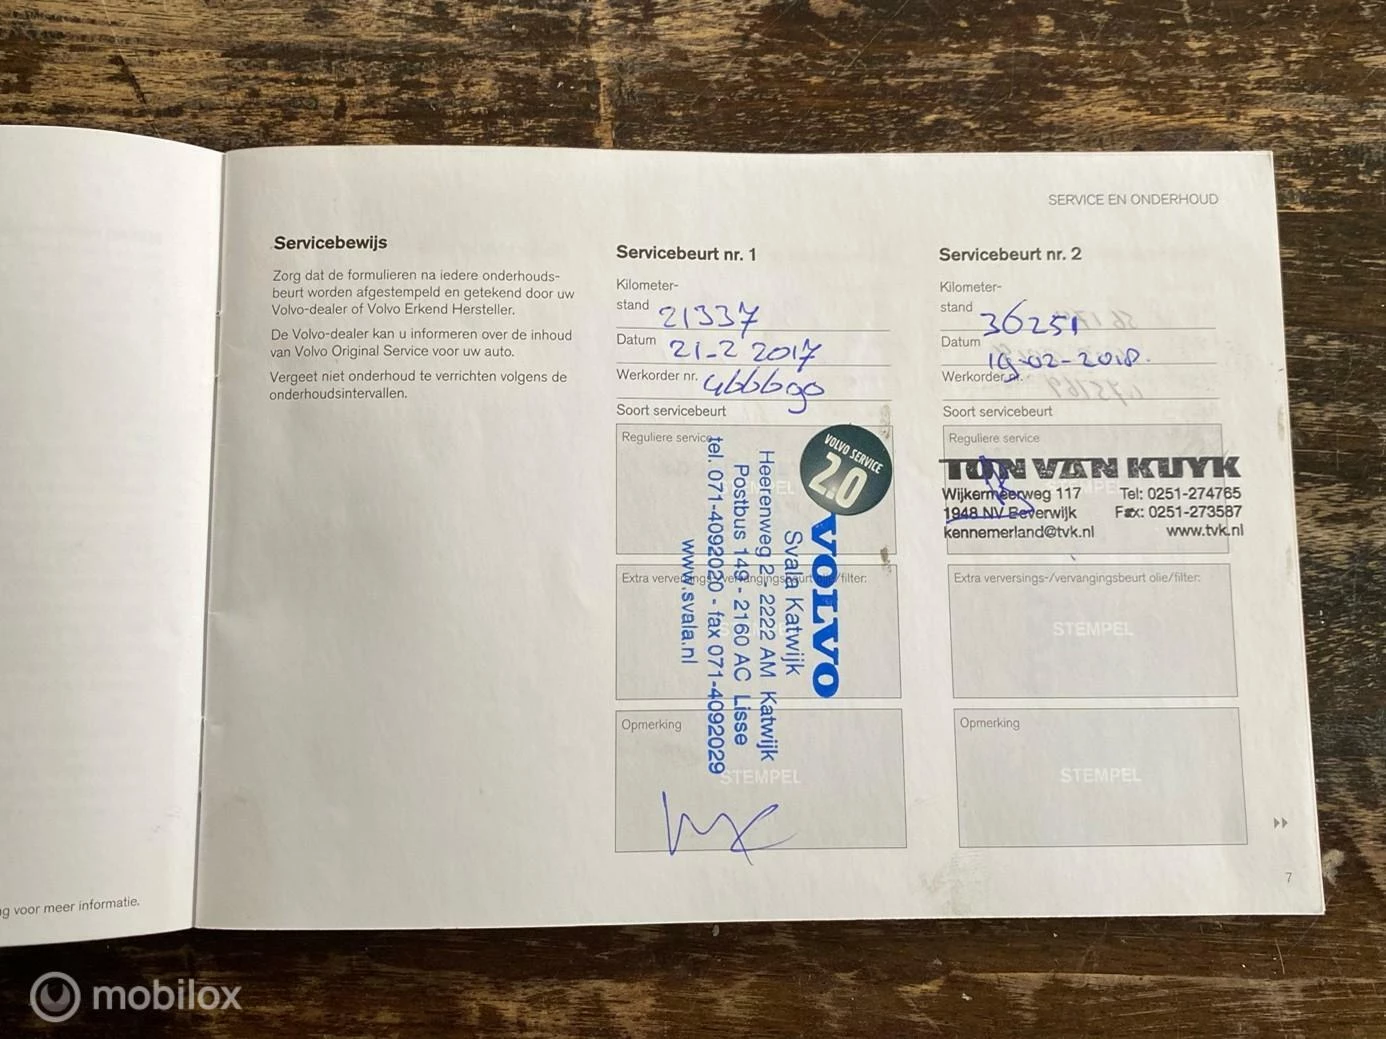 SERVICE EN ONDERHOUD
Servicebewijs
Zorg dat de formulieren na iedere onderhouds-
beurt worden afgestempeld en getekend door uw
Volvo-dealer of Volvo Erkend Hersteller.
De Volvo-dealer kan u informeren over de inhoud
van Volvo Original Service voor uw auto.
Vergeet niet onderhoud te verrichten volgens de
onderhoudsintervallen.
Servicebeurt nr. 1
Kilometer-
stand 21337
Datum 21-2 2017
Werkorder nr.
Soort servicebeurt
Reguliere service
VOLVO SERVICE
2.0
VOLVO
Svala Katwijk
Heerenweg 2 - 2222 AM Katwijk
Postbus 149 - 2160 AC Lisse
tel. 071-4092020 - fax 071-4092029
www.svala.nl
Extra verversings-/vervangingsbeurt olie/filter:
Opmerking
STEMPEL
Servicebeurt nr. 2
Kilometer-
stand 36251
Datum 19-02-2018.
Werkorder nr.
Soort servicebeurt
Reguliere service
TON VAN KUYK
Wijkermeerweg 117 Tel: 0251-274765
1948 NV Beverwijk Fax: 0251-273587
kennemerland@tvk.nl www.tvk.nl
Extra verversings-/vervangingsbeurt olie/filter:
STEMPEL
Opmerking
STEMPEL
7
ng voor meer informatie.
mobilox